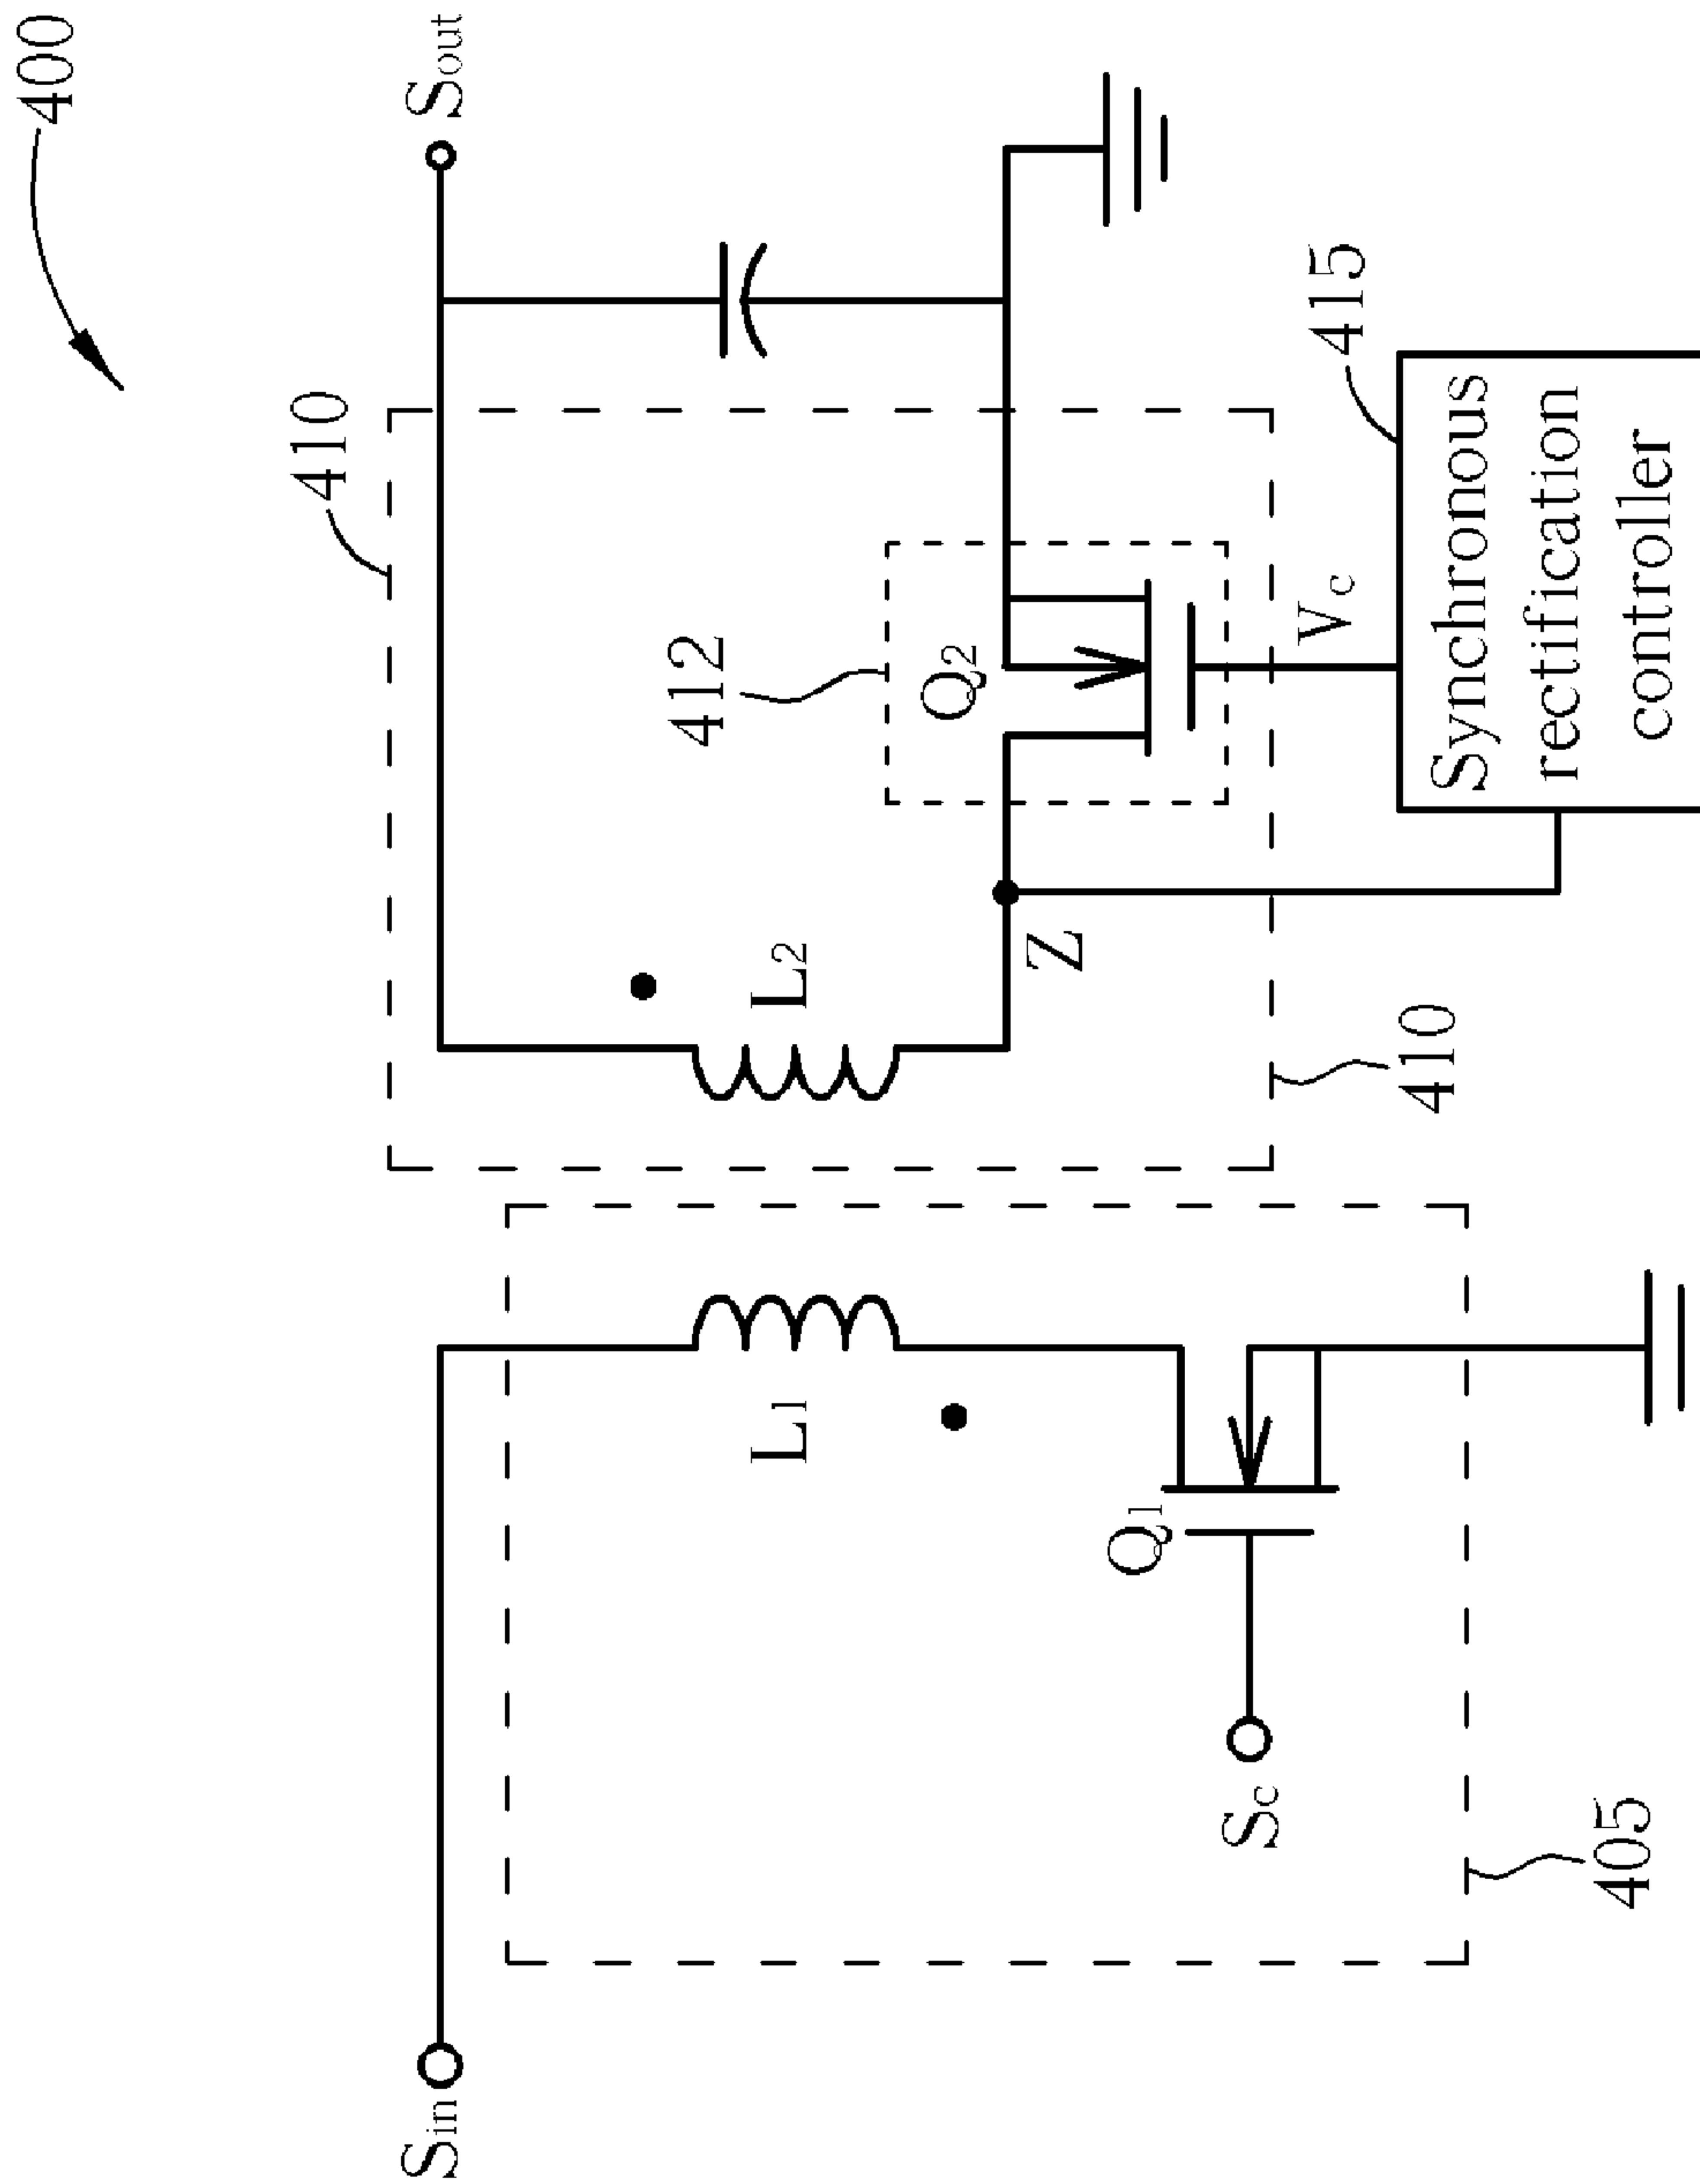 400
410
Sout
Sin
L1
L2
412
Q2
Z
Q1
Sc
Vc
415
410
405
Synchronous
rectification
controller